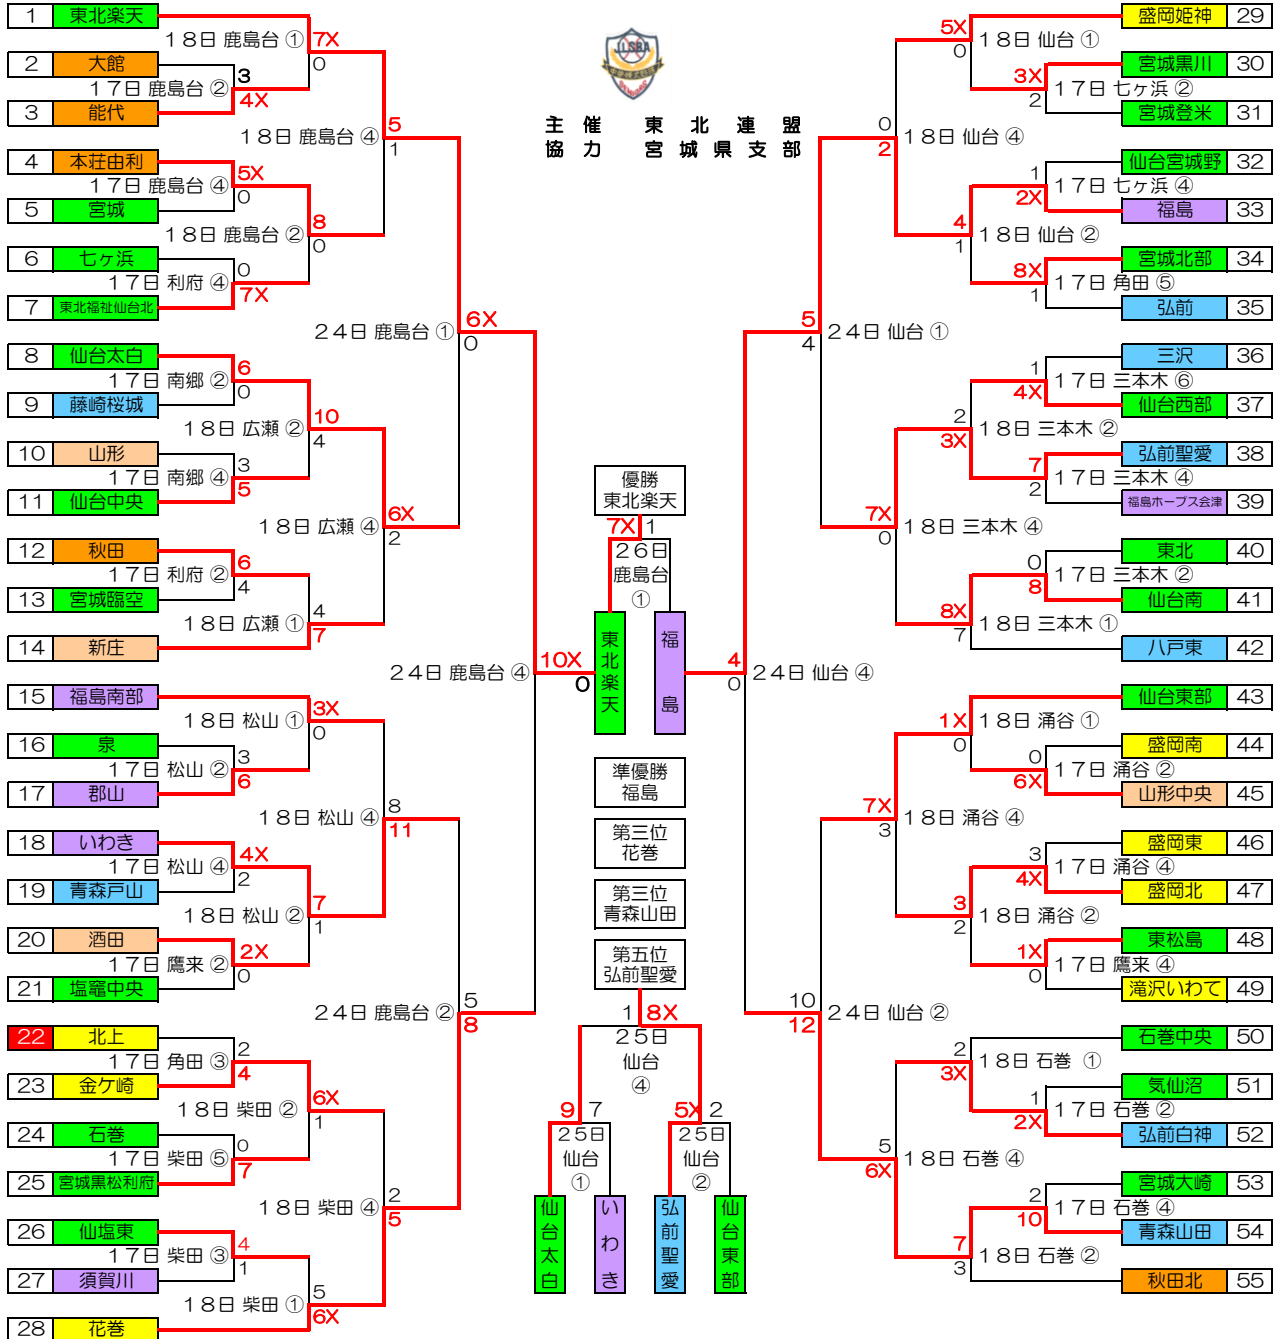 JLSBA
主 催 東 北 連 盟
協 力 宮 城 県 支 部
1 東北楽天
18日 鹿島台 ① 7X
0
2 大館
17日 鹿島台 ② 3
4X
3 能代
18日 鹿島台 ④ 5
1
4 本荘由利
17日 鹿島台 ④ 5X
0
5 宮城
18日 鹿島台 ② 8
0
6 七ヶ浜
17日 利府 ④ 0
7X
7 東北福祉仙台北
24日 鹿島台 ① 6X
0
8 仙台太白
17日 南郷 ② 6
0
9 藤崎桜城
18日 広瀬 ② 10
4
10 山形
17日 南郷 ④ 3
5
11 仙台中央
18日 広瀬 ④ 6X
2
12 秋田
17日 利府 ② 6
4
13 宮城臨空
18日 広瀬 ① 4
7
14 新庄
24日 鹿島台 ④ 10X
0
15 福島南部
18日 松山 ① 3X
0
16 泉
17日 松山 ② 3
6
17 郡山
18日 松山 ④ 8
11
18 いわき
17日 松山 ④ 4X
2
19 青森戸山
18日 松山 ② 7
1
20 酒田
17日 鷹来 ② 2X
0
21 塩竈中央
24日 鹿島台 ② 5
8
22 北上
17日 角田 ③ 2
4
23 金ケ崎
18日 柴田 ② 6X
1
24 石巻
17日 柴田 ⑤ 0
7
25 宮城黒松利府
18日 柴田 ④ 2
5
26 仙塩東
17日 柴田 ③ 4
1
27 須賀川
18日 柴田 ① 5
6X
28 花巻
優勝
東北楽天
7X 1
26日
鹿島台
①
東北楽天
福島
準優勝
福島
第三位
花巻
第三位
青森山田
第五位
弘前聖愛
1 8X
25日
仙台
④
9 7
25日
仙台
①
5X 2
25日
仙台
②
仙台太白
いわき
弘前聖愛
仙台東部
盛岡姫神 29
5X 18日 仙台 ①
0
宮城黒川 30
3X 17日 七ヶ浜 ②
2
宮城登米 31
0 18日 仙台 ④
2
仙台宮城野 32
1 17日 七ヶ浜 ④
2X
福島 33
4 18日 仙台 ②
1
宮城北部 34
8X 17日 角田 ⑤
1
弘前 35
5 24日 仙台 ①
4
三沢 36
1 17日 三本木 ⑥
4X
仙台西部 37
2 18日 三本木 ②
3X
弘前聖愛 38
7 17日 三本木 ④
2
福島ホープス会津 39
7X 18日 三本木 ④
0
東北 40
0 17日 三本木 ②
8
仙台南 41
8X 18日 三本木 ①
7
八戸東 42
4 24日 仙台 ④
0
仙台東部 43
1X 18日 涌谷 ①
0
盛岡南 44
0 17日 涌谷 ②
6X
山形中央 45
7X 18日 涌谷 ④
3
盛岡東 46
3 17日 涌谷 ④
4X
盛岡北 47
3 18日 涌谷 ②
2
東松島 48
1X 17日 鷹来 ④
0
滝沢いわて 49
10 24日 仙台 ②
12
石巻中央 50
2 18日 石巻 ①
3X
気仙沼 51
1 17日 石巻 ②
2X
弘前白神 52
5 18日 石巻 ④
6X
宮城大崎 53
2 17日 石巻 ④
10
青森山田 54
7 18日 石巻 ②
3
秋田北 55